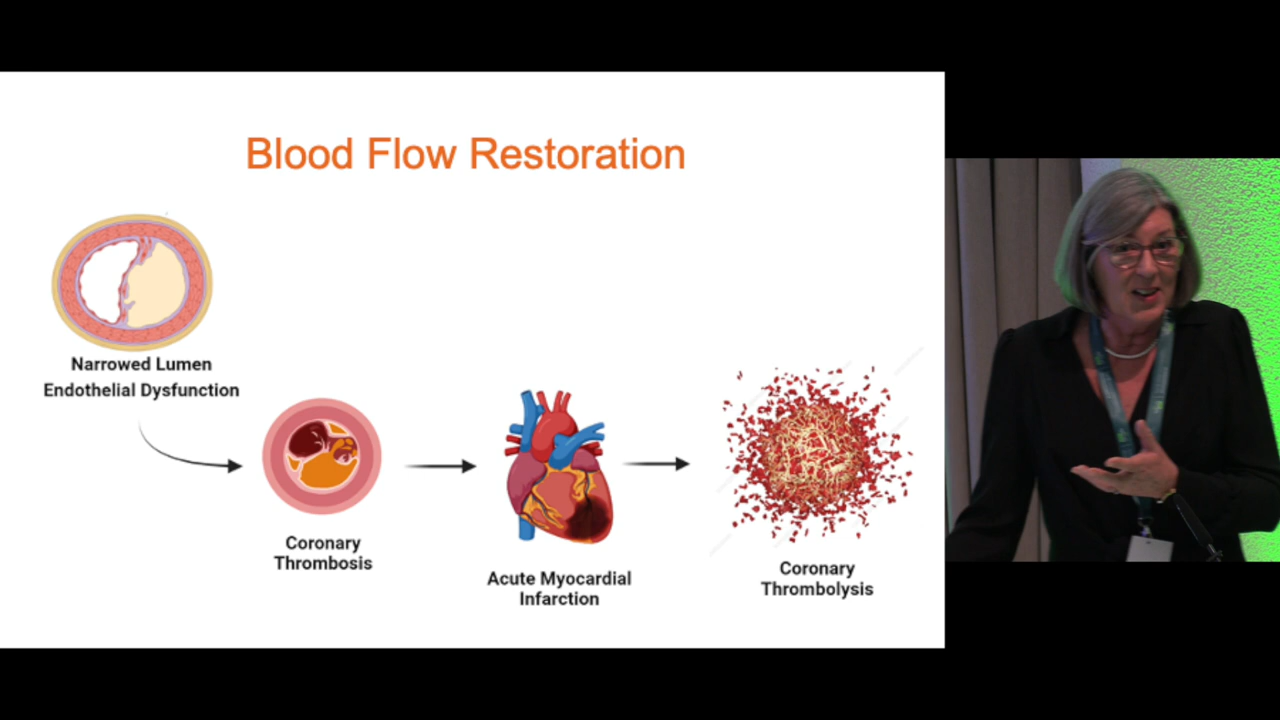 Blood Flow Restoration
Narrowed Lumen
Endothelial Dysfunction
Coronary
Thrombosis
Acute Myocardial
Infarction
Coronary
Thrombolysis